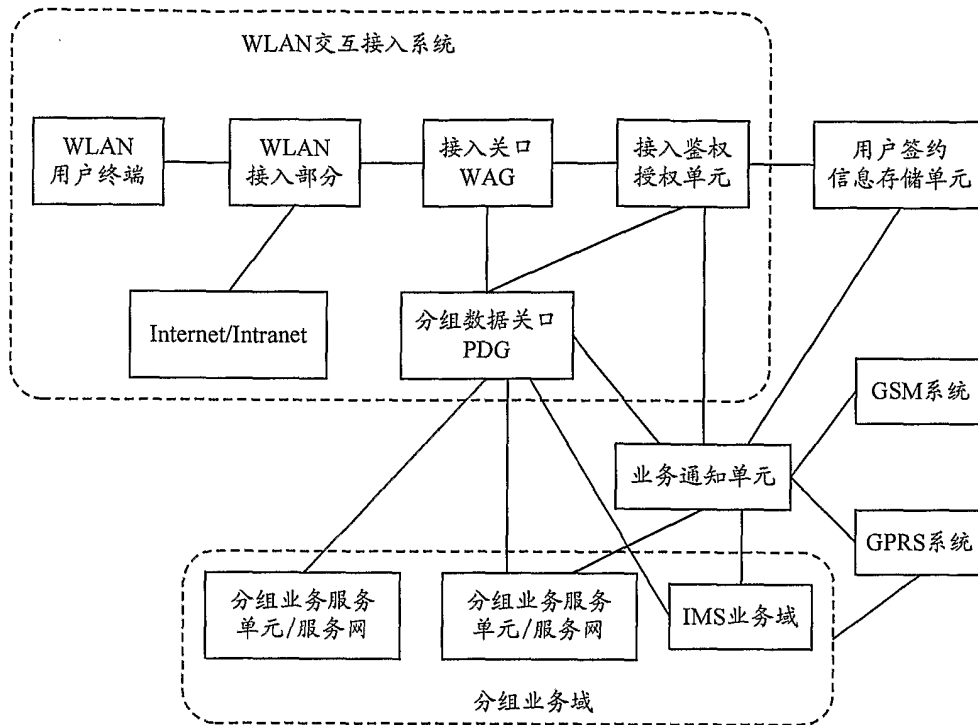 WLAN交互接入系统
WLAN
用户终端
WLAN
接入部分
接入关口
WAG
接入鉴权
授权单元
用户签约
信息存储单元
Internet/Intranet
分组数据关口
PDG
GSM系统
业务通知单元
GPRS系统
分组业务服务
单元/服务网
分组业务服务
单元/服务网
IMS业务域
分组业务域